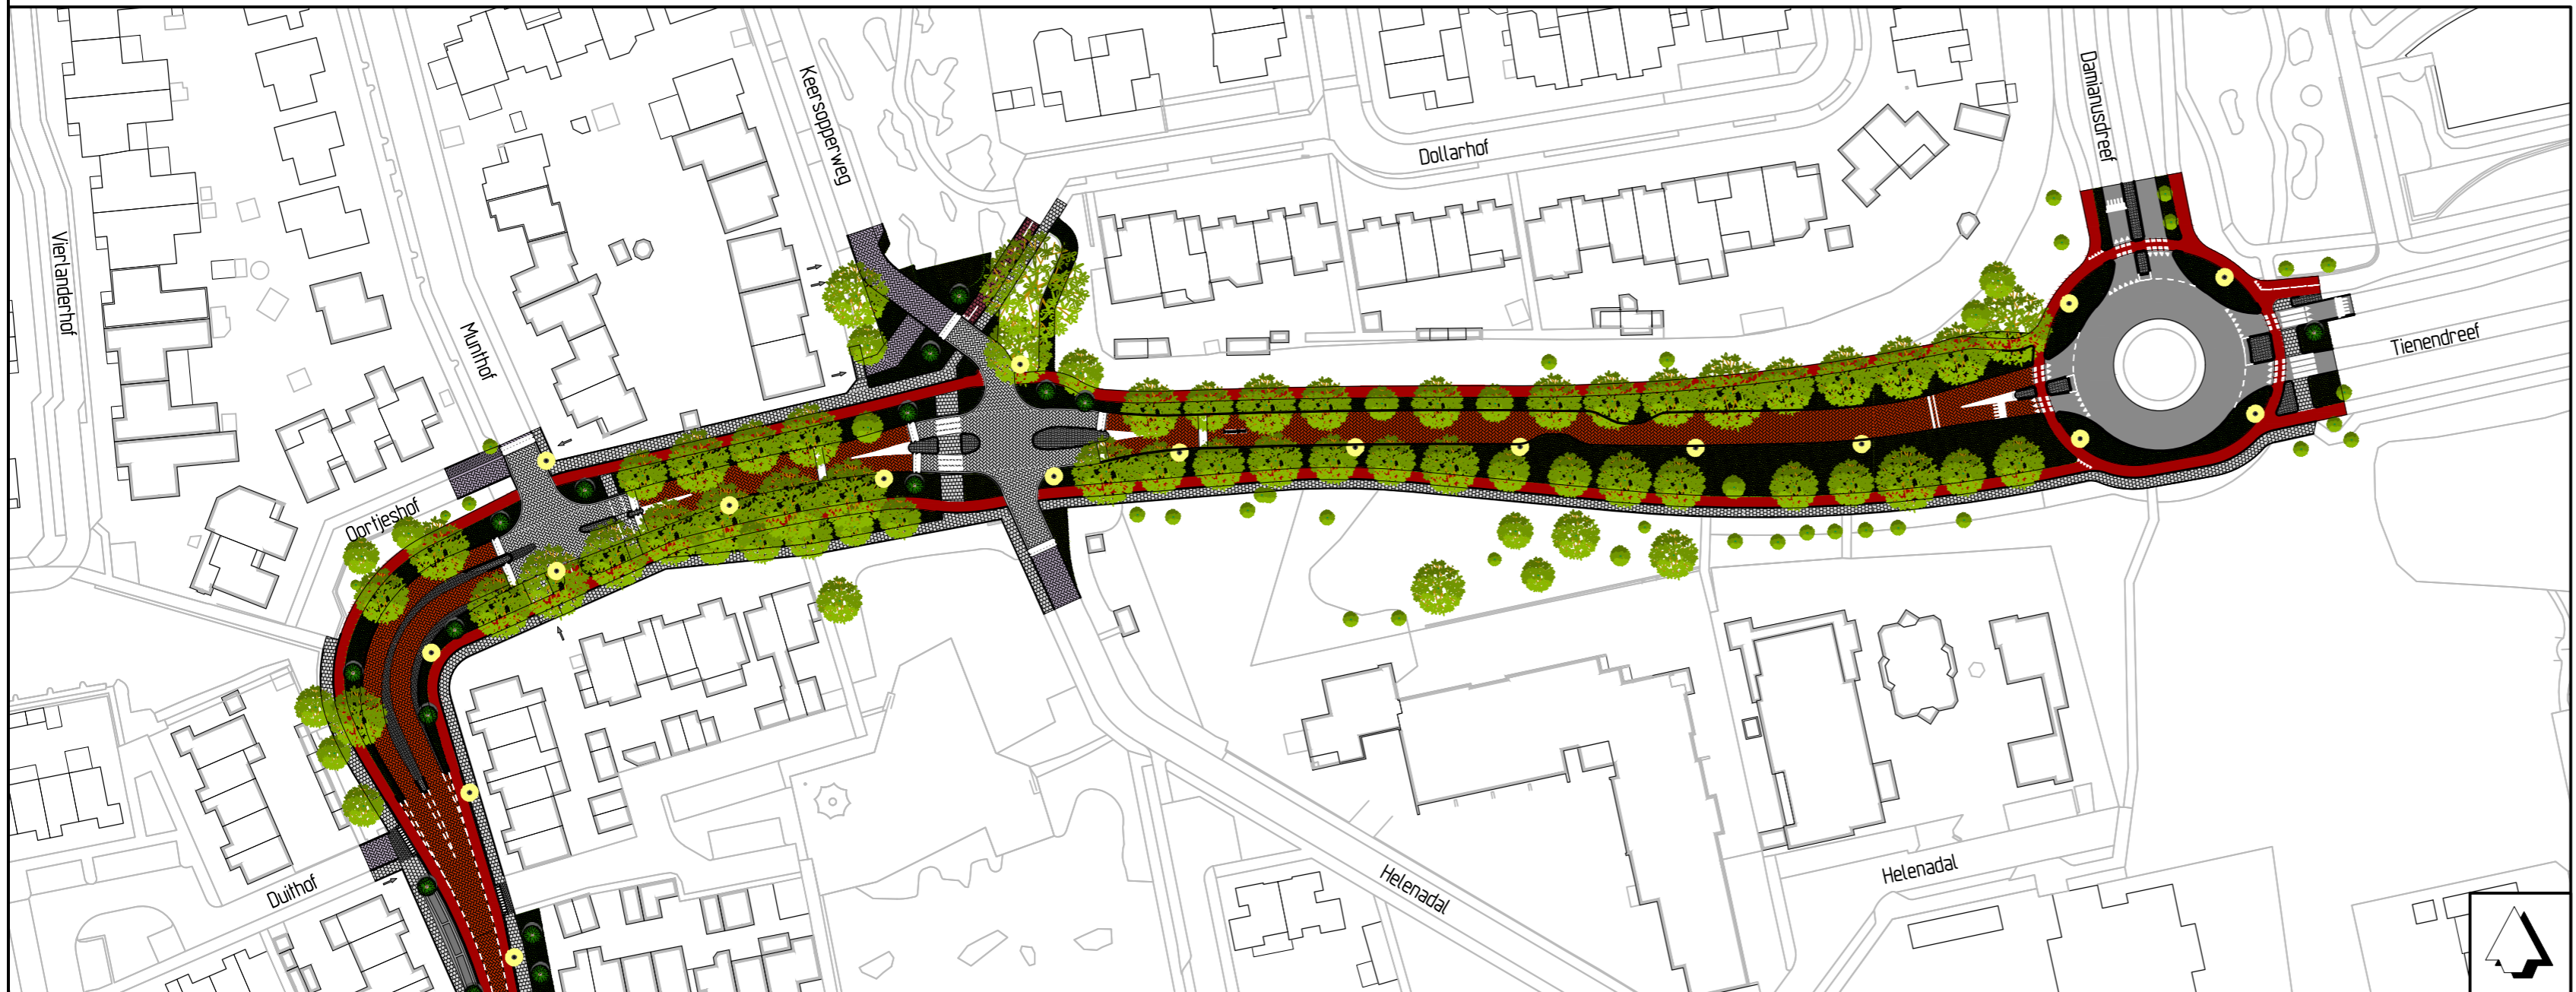 Vierlanderhof
Munthof
Keersopperweg
Dollarhof
Damianusdreef
Tienendreef
Oortjeshof
Duithof
Helenadal
Helenadal